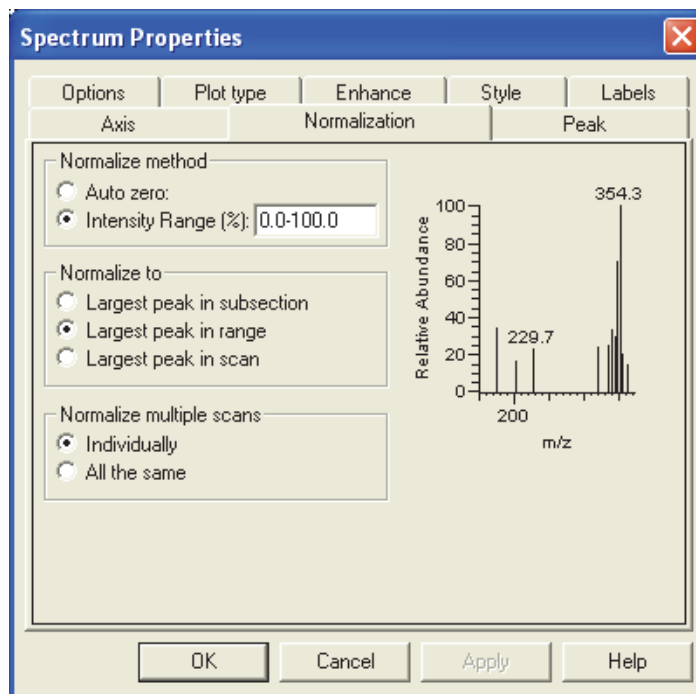 Spectrum Properties
Options Plot type Enhance Style Labels
Axis Normalization Peak
Normalize method
Auto zero:
Intensity Range (%): 0.0-100.0
Normalize to
Largest peak in subsection
Largest peak in range
Largest peak in scan
Normalize multiple scans
Individually
All the same
354.3
100
80
60
40
229.7
20
0
200
m/z
Relative Abundance
OK Cancel Apply Help